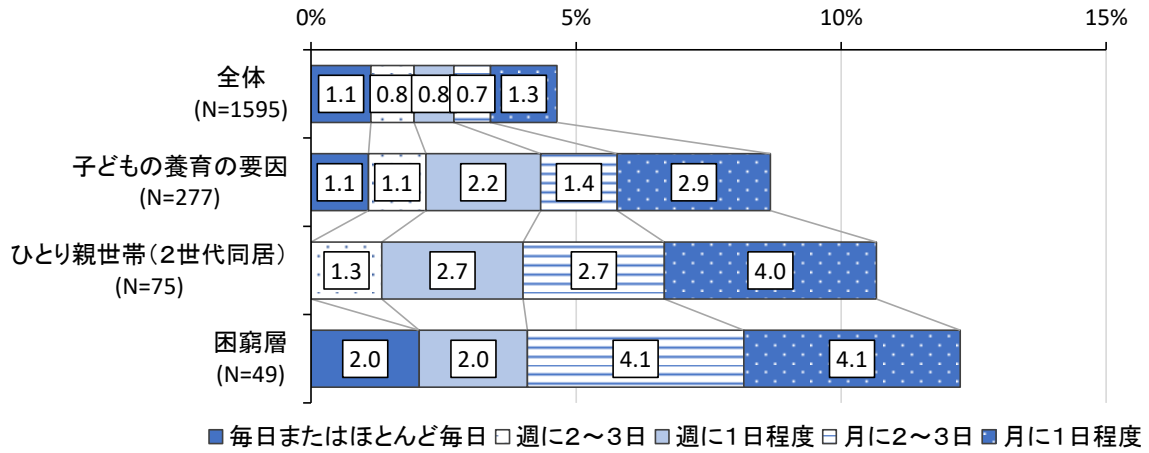 0% 5% 10% 15%
全体
(N=1595)
1.1 0.8 0.8 0.7 1.3
子どもの養育の要因
(N=277)
1.1 1.1 2.2 1.4 2.9
ひとり親世帯(2世代同居)
(N=75)
1.3 2.7 2.7 4.0
困窮層
(N=49)
2.0 2.0 4.1 4.1
毎日またはほとんど毎日 週に2~3日 週に1日程度 月に2~3日 月に1日程度